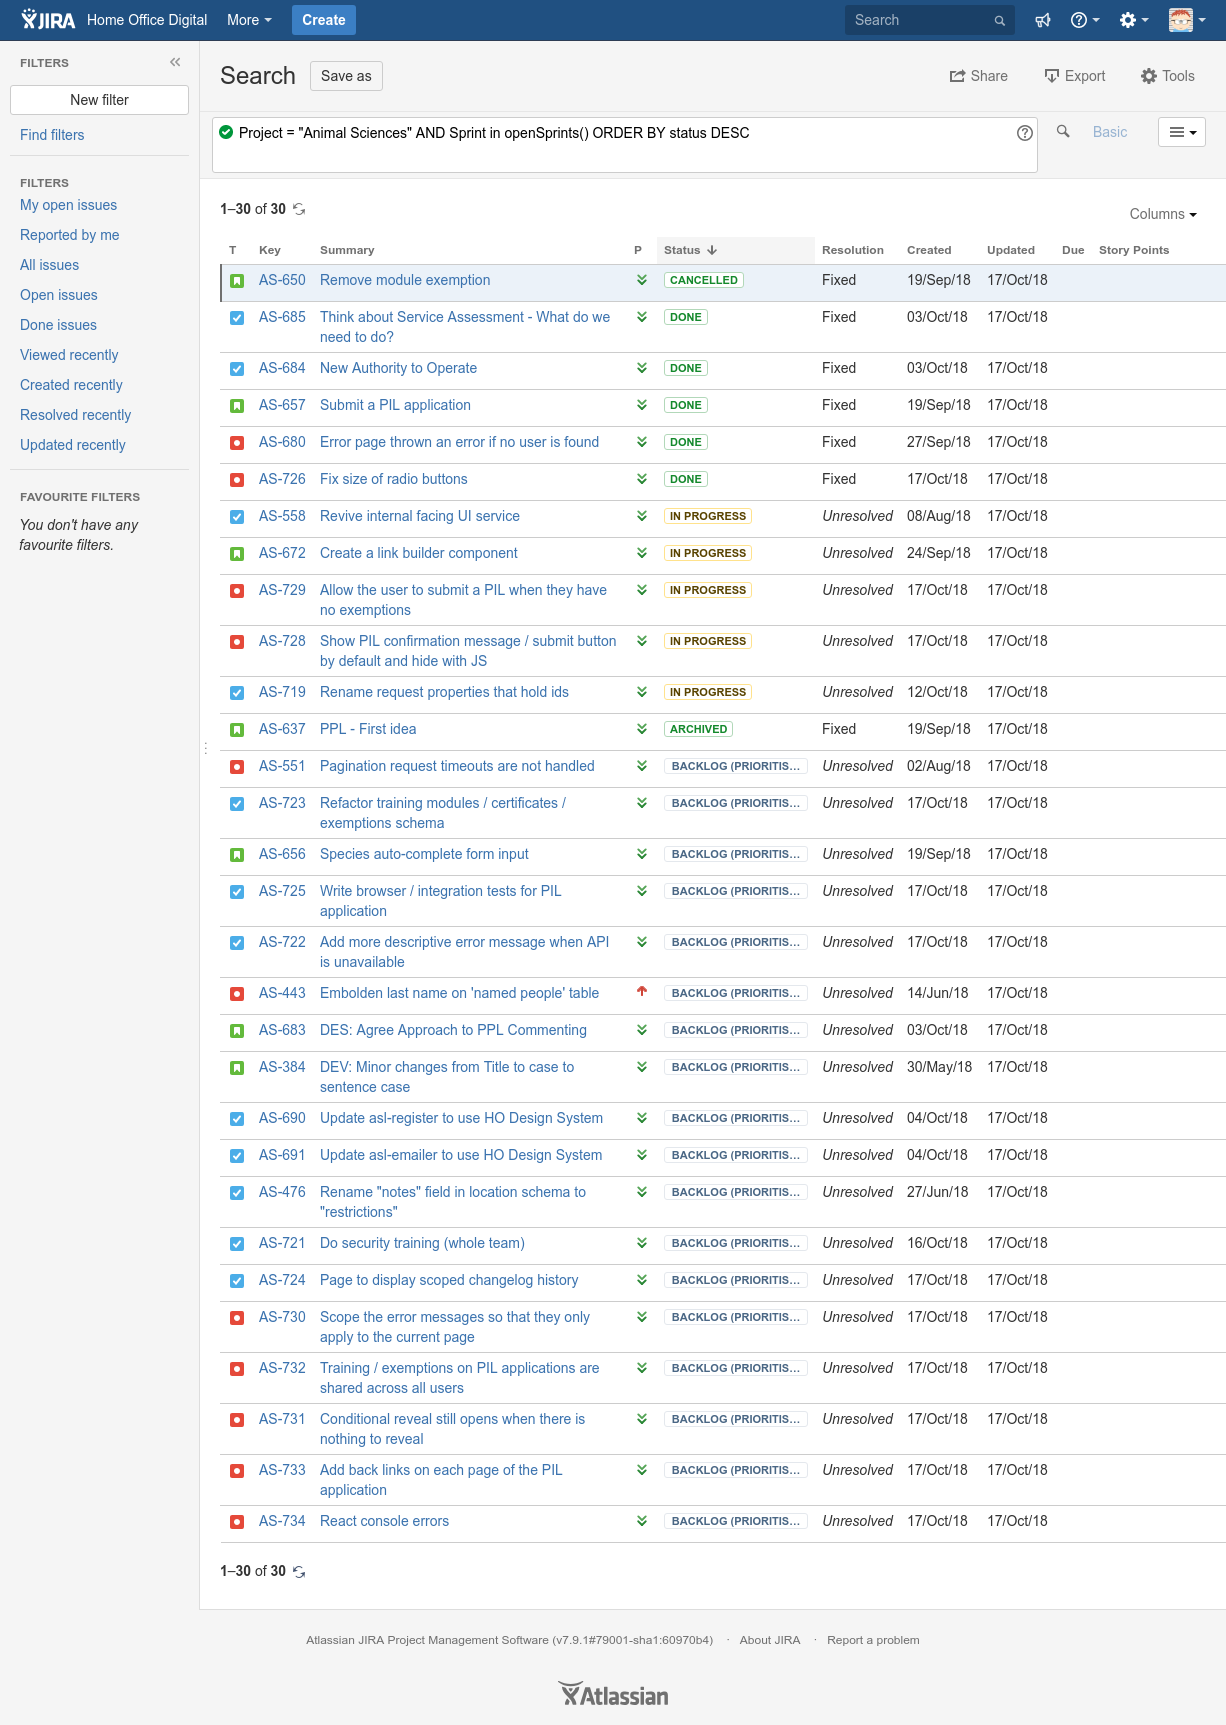 JIRA Home Office Digital More Create Search
FILTERS
New filter
Find filters
FILTERS
My open issues
Reported by me
All issues
Open issues
Done issues
Viewed recently
Created recently
Resolved recently
Updated recently
FAVOURITE FILTERS
You don't have any
favourite filters.
Search Save as Share Export Tools
Project = "Animal Sciences" AND Sprint in openSprints() ORDER BY status DESC
Basic
1–30 of 30
Columns
T Key Summary P Status Resolution Created Updated Due Story Points
AS-650 Remove module exemption CANCELLED Fixed 19/Sep/18 17/Oct/18
AS-685 Think about Service Assessment - What do we DONE Fixed 03/Oct/18 17/Oct/18
need to do?
AS-684 New Authority to Operate DONE Fixed 03/Oct/18 17/Oct/18
AS-657 Submit a PIL application DONE Fixed 19/Sep/18 17/Oct/18
AS-680 Error page thrown an error if no user is found DONE Fixed 27/Sep/18 17/Oct/18
AS-726 Fix size of radio buttons DONE Fixed 17/Oct/18 17/Oct/18
AS-558 Revive internal facing UI service IN PROGRESS Unresolved 08/Aug/18 17/Oct/18
AS-672 Create a link builder component IN PROGRESS Unresolved 24/Sep/18 17/Oct/18
AS-729 Allow the user to submit a PIL when they have IN PROGRESS Unresolved 17/Oct/18 17/Oct/18
no exemptions
AS-728 Show PIL confirmation message / submit button IN PROGRESS Unresolved 17/Oct/18 17/Oct/18
by default and hide with JS
AS-719 Rename request properties that hold ids IN PROGRESS Unresolved 12/Oct/18 17/Oct/18
AS-637 PPL - First idea ARCHIVED Fixed 19/Sep/18 17/Oct/18
AS-551 Pagination request timeouts are not handled BACKLOG (PRIORITIS... Unresolved 02/Aug/18 17/Oct/18
AS-723 Refactor training modules / certificates / BACKLOG (PRIORITIS... Unresolved 17/Oct/18 17/Oct/18
exemptions schema
AS-656 Species auto-complete form input BACKLOG (PRIORITIS... Unresolved 19/Sep/18 17/Oct/18
AS-725 Write browser / integration tests for PIL BACKLOG (PRIORITIS... Unresolved 17/Oct/18 17/Oct/18
application
AS-722 Add more descriptive error message when API BACKLOG (PRIORITIS... Unresolved 17/Oct/18 17/Oct/18
is unavailable
AS-443 Embolden last name on 'named people' table BACKLOG (PRIORITIS... Unresolved 14/Jun/18 17/Oct/18
AS-683 DES: Agree Approach to PPL Commenting BACKLOG (PRIORITIS... Unresolved 03/Oct/18 17/Oct/18
AS-384 DEV: Minor changes from Title to case to BACKLOG (PRIORITIS... Unresolved 30/May/18 17/Oct/18
sentence case
AS-690 Update asl-register to use HO Design System BACKLOG (PRIORITIS... Unresolved 04/Oct/18 17/Oct/18
AS-691 Update asl-emailer to use HO Design System BACKLOG (PRIORITIS... Unresolved 04/Oct/18 17/Oct/18
AS-476 Rename "notes" field in location schema to BACKLOG (PRIORITIS... Unresolved 27/Jun/18 17/Oct/18
"restrictions"
AS-721 Do security training (whole team) BACKLOG (PRIORITIS... Unresolved 16/Oct/18 17/Oct/18
AS-724 Page to display scoped changelog history BACKLOG (PRIORITIS... Unresolved 17/Oct/18 17/Oct/18
AS-730 Scope the error messages so that they only BACKLOG (PRIORITIS... Unresolved 17/Oct/18 17/Oct/18
apply to the current page
AS-732 Training / exemptions on PIL applications are BACKLOG (PRIORITIS... Unresolved 17/Oct/18 17/Oct/18
shared across all users
AS-731 Conditional reveal still opens when there is BACKLOG (PRIORITIS... Unresolved 17/Oct/18 17/Oct/18
nothing to reveal
AS-733 Add back links on each page of the PIL BACKLOG (PRIORITIS... Unresolved 17/Oct/18 17/Oct/18
application
AS-734 React console errors BACKLOG (PRIORITIS... Unresolved 17/Oct/18 17/Oct/18
1–30 of 30
Atlassian JIRA Project Management Software (v7.9.1#79001-sha1:60970b4) · About JIRA · Report a problem
Atlassian